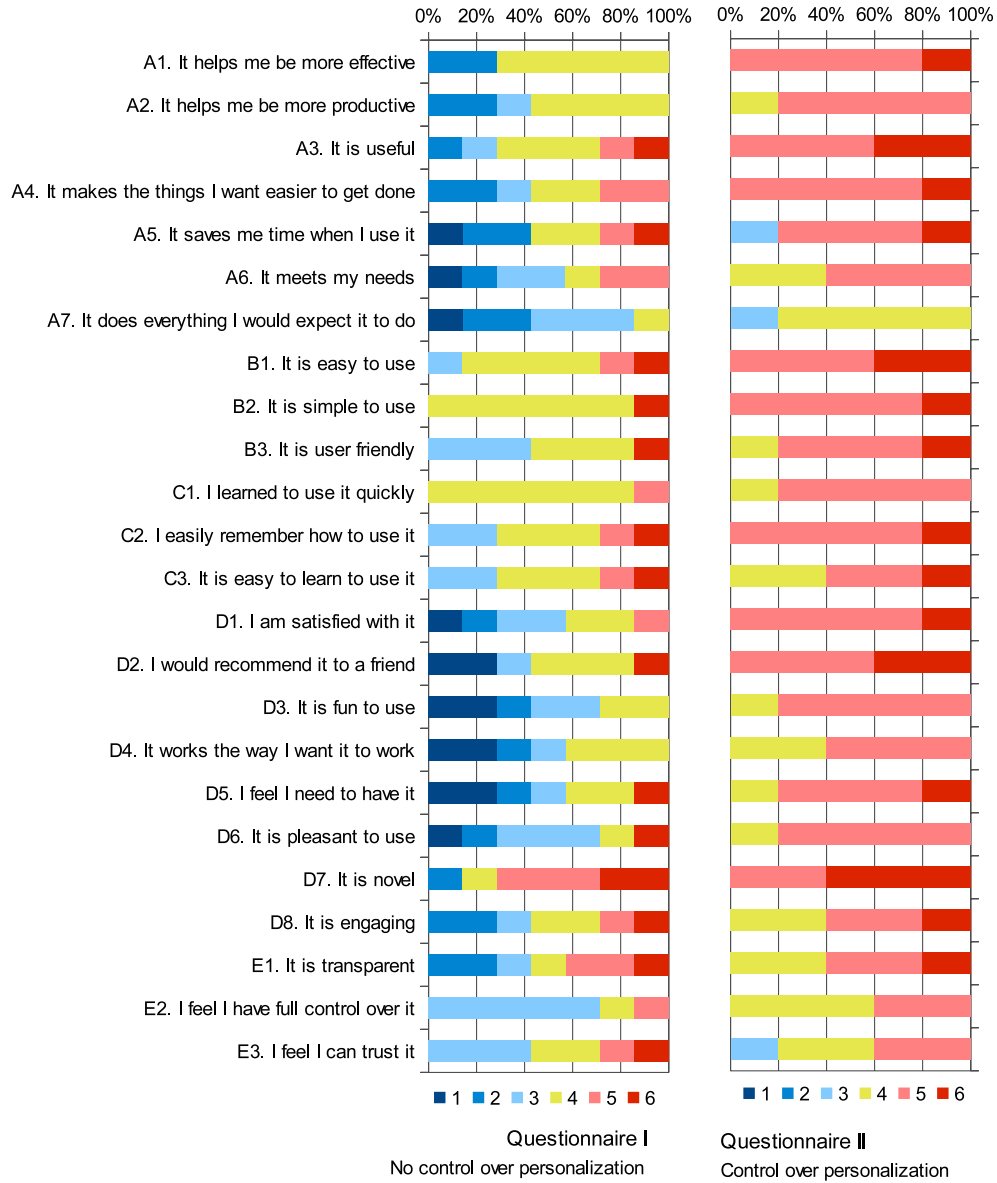 0% 20% 40% 60% 80% 100% 0% 20% 40% 60% 80% 100%
A1. It helps me be more effective
A2. It helps me be more productive
A3. It is useful
A4. It makes the things I want easier to get done
A5. It saves me time when I use it
A6. It meets my needs
A7. It does everything I would expect it to do
B1. It is easy to use
B2. It is simple to use
B3. It is user friendly
C1. I learned to use it quickly
C2. I easily remember how to use it
C3. It is easy to learn to use it
D1. I am satisfied with it
D2. I would recommend it to a friend
D3. It is fun to use
D4. It works the way I want it to work
D5. I feel I need to have it
D6. It is pleasant to use
D7. It is novel
D8. It is engaging
E1. It is transparent
E2. I feel I have full control over it
E3. I feel I can trust it
1 2 3 4 5 6 1 2 3 4 5 6
Questionnaire I Questionnaire II
No control over personalization Control over personalization